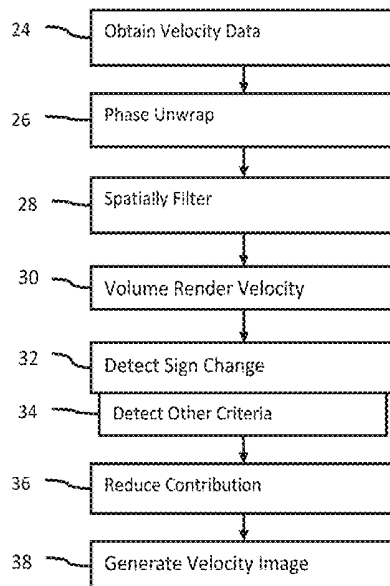 24 Obtain Velocity Data
26 Phase Unwrap
28 Spatially Filter
30 Volume Render Velocity
32 Detect Sign Change
34 Detect Other Criteria
36 Reduce Contribution
38 Generate Velocity Image